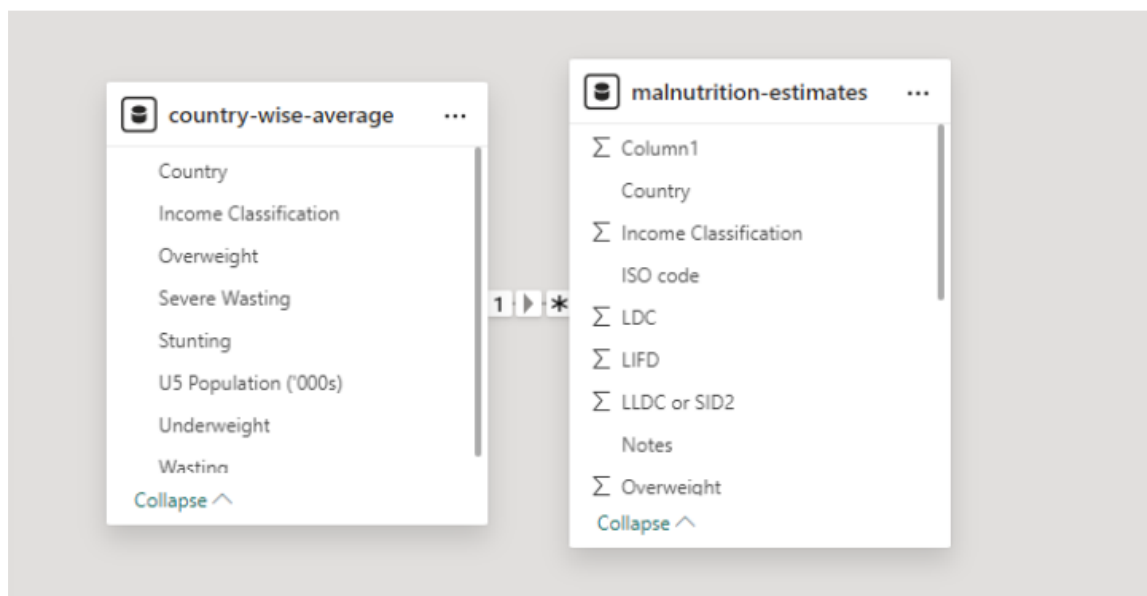 country-wise-average ...
Country
Income Classification
Overweight
Severe Wasting
Stunting
U5 Population ('000s)
Underweight
Wasting
Collapse
1 *
malnutrition-estimates ...
Σ Column1
Country
Σ Income Classification
ISO code
Σ LDC
Σ LIFD
Σ LLDC or SID2
Notes
Σ Overweight
Collapse